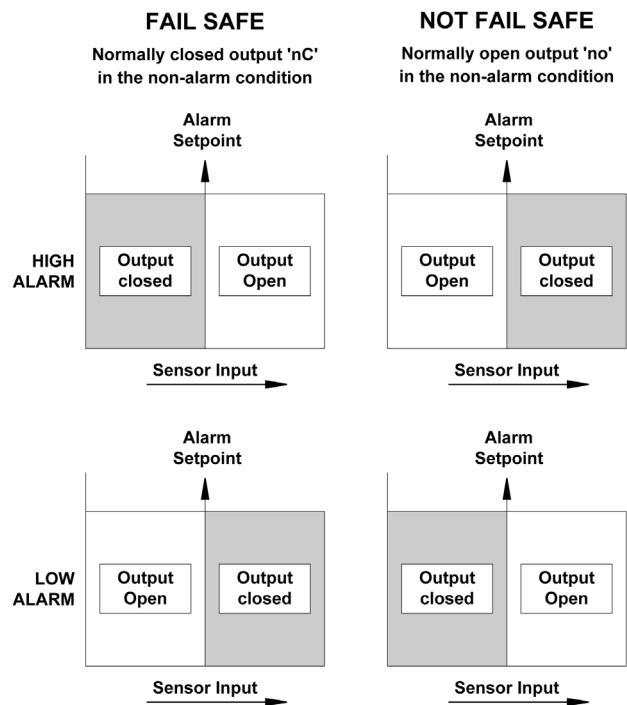 FAIL SAFE
Normally closed output 'nC'
in the non-alarm condition
NOT FAIL SAFE
Normally open output 'no'
in the non-alarm condition
HIGH
ALARM
Alarm
Setpoint
Output
closed
Output
Open
Sensor Input
Alarm
Setpoint
Output
Open
Output
closed
Sensor Input
LOW
ALARM
Alarm
Setpoint
Output
Open
Output
closed
Sensor Input
Alarm
Setpoint
Output
closed
Output
Open
Sensor Input